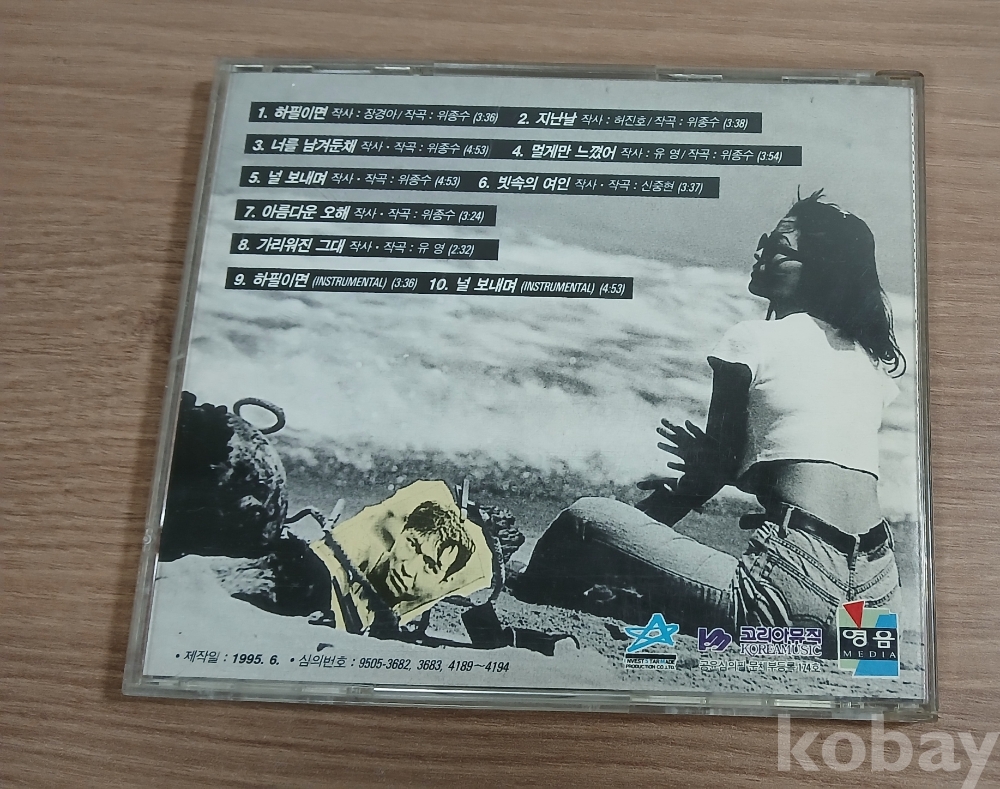 1. 하필이면 작사 : 장경아 / 작곡 : 위종수 (3:36) 2. 지난날 작사 : 허진호 / 작곡 : 위종수 (3:38)
3. 너를 남겨둔채 작사 · 작곡 : 위종수 (4:53) 4. 멀게만 느꼈어 작사 : 유 영 / 작곡 : 위종수 (3:54)
5. 널 보내며 작사 · 작곡 : 위종수 (4:53) 6. 빗속의 여인 작사 · 작곡 : 신중현 (3:37)
7. 아름다운 오해 작사 · 작곡 : 위종수 (3:24)
8. 가리워진 그대 작사 · 작곡 : 유 영 (2:32)
9. 하필이면 (INSTRUMENTAL) (3:36) 10. 널 보내며 (INSTRUMENTAL) (4:53)
코리아뮤직
KOREAMUSIC
영음
MEDIA
PRODUCTION CO.LTD.
• 제작일 : 1995. 6. • 심의번호 : 9505-3682, 3683, 4189~4194
kobay